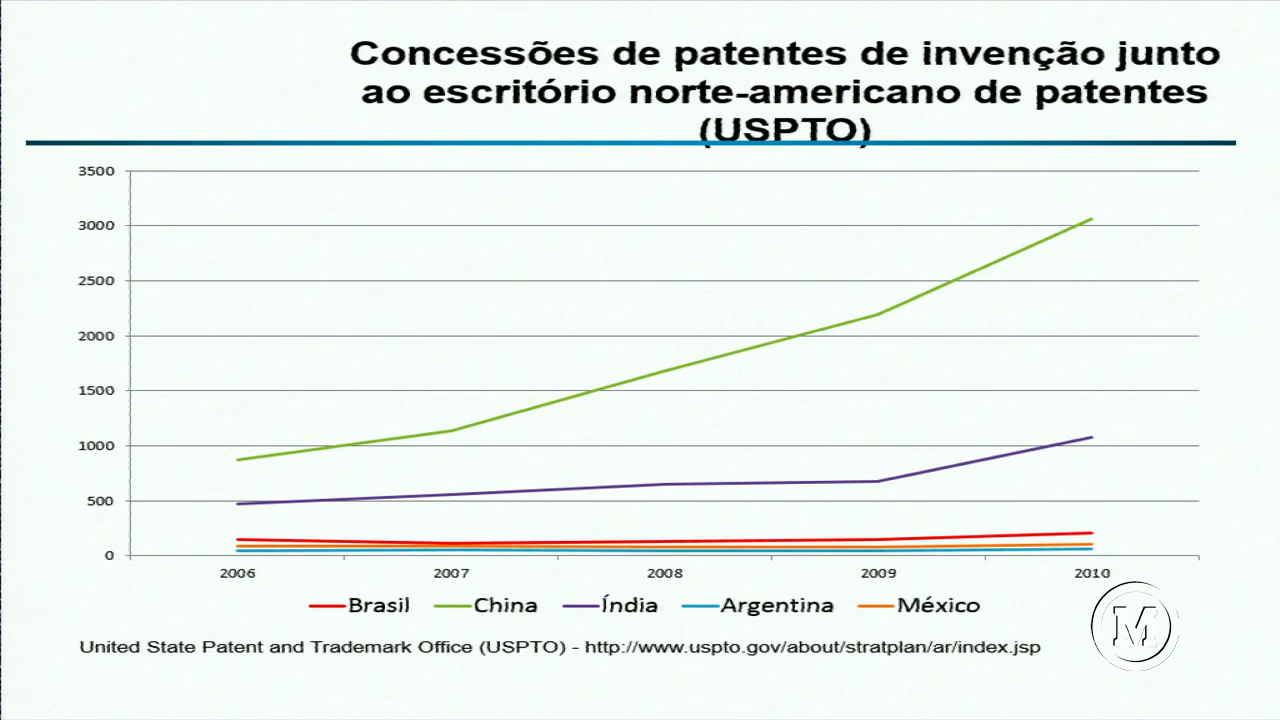 Concessões de patentes de invenção junto
ao escritório norte-americano de patentes
(USPTO)
3500
3000
2500
2000
1500
1000
500
0
2006 2007 2008 2009 2010
Brasil China Índia Argentina México
United State Patent and Trademark Office (USPTO) - http://www.uspto.gov/about/stratplan/ar/index.jsp
M